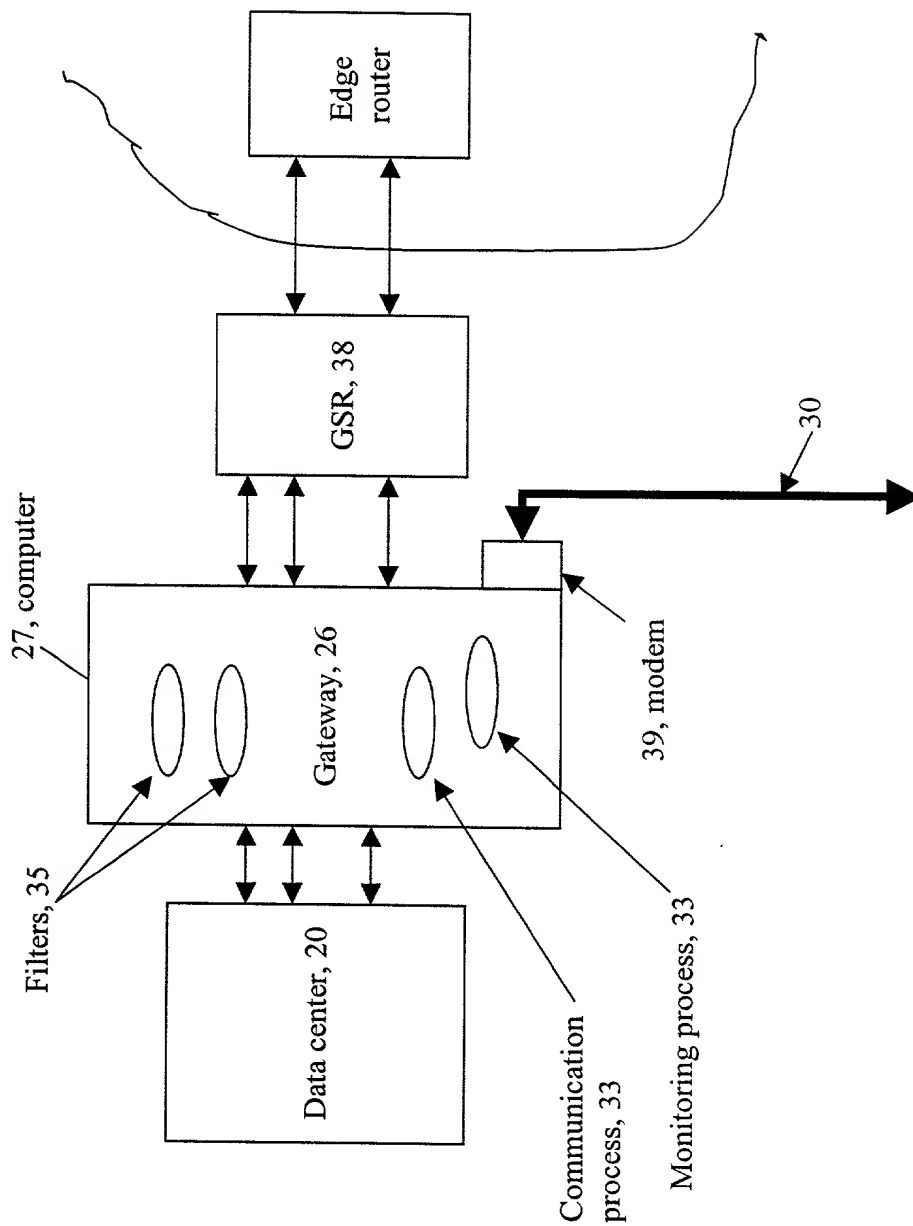 27, computer
Filters, 35
Data center, 20
Gateway, 26
GSR, 38
Edge
router
Communication
process, 33
Monitoring process, 33
39, modem
30